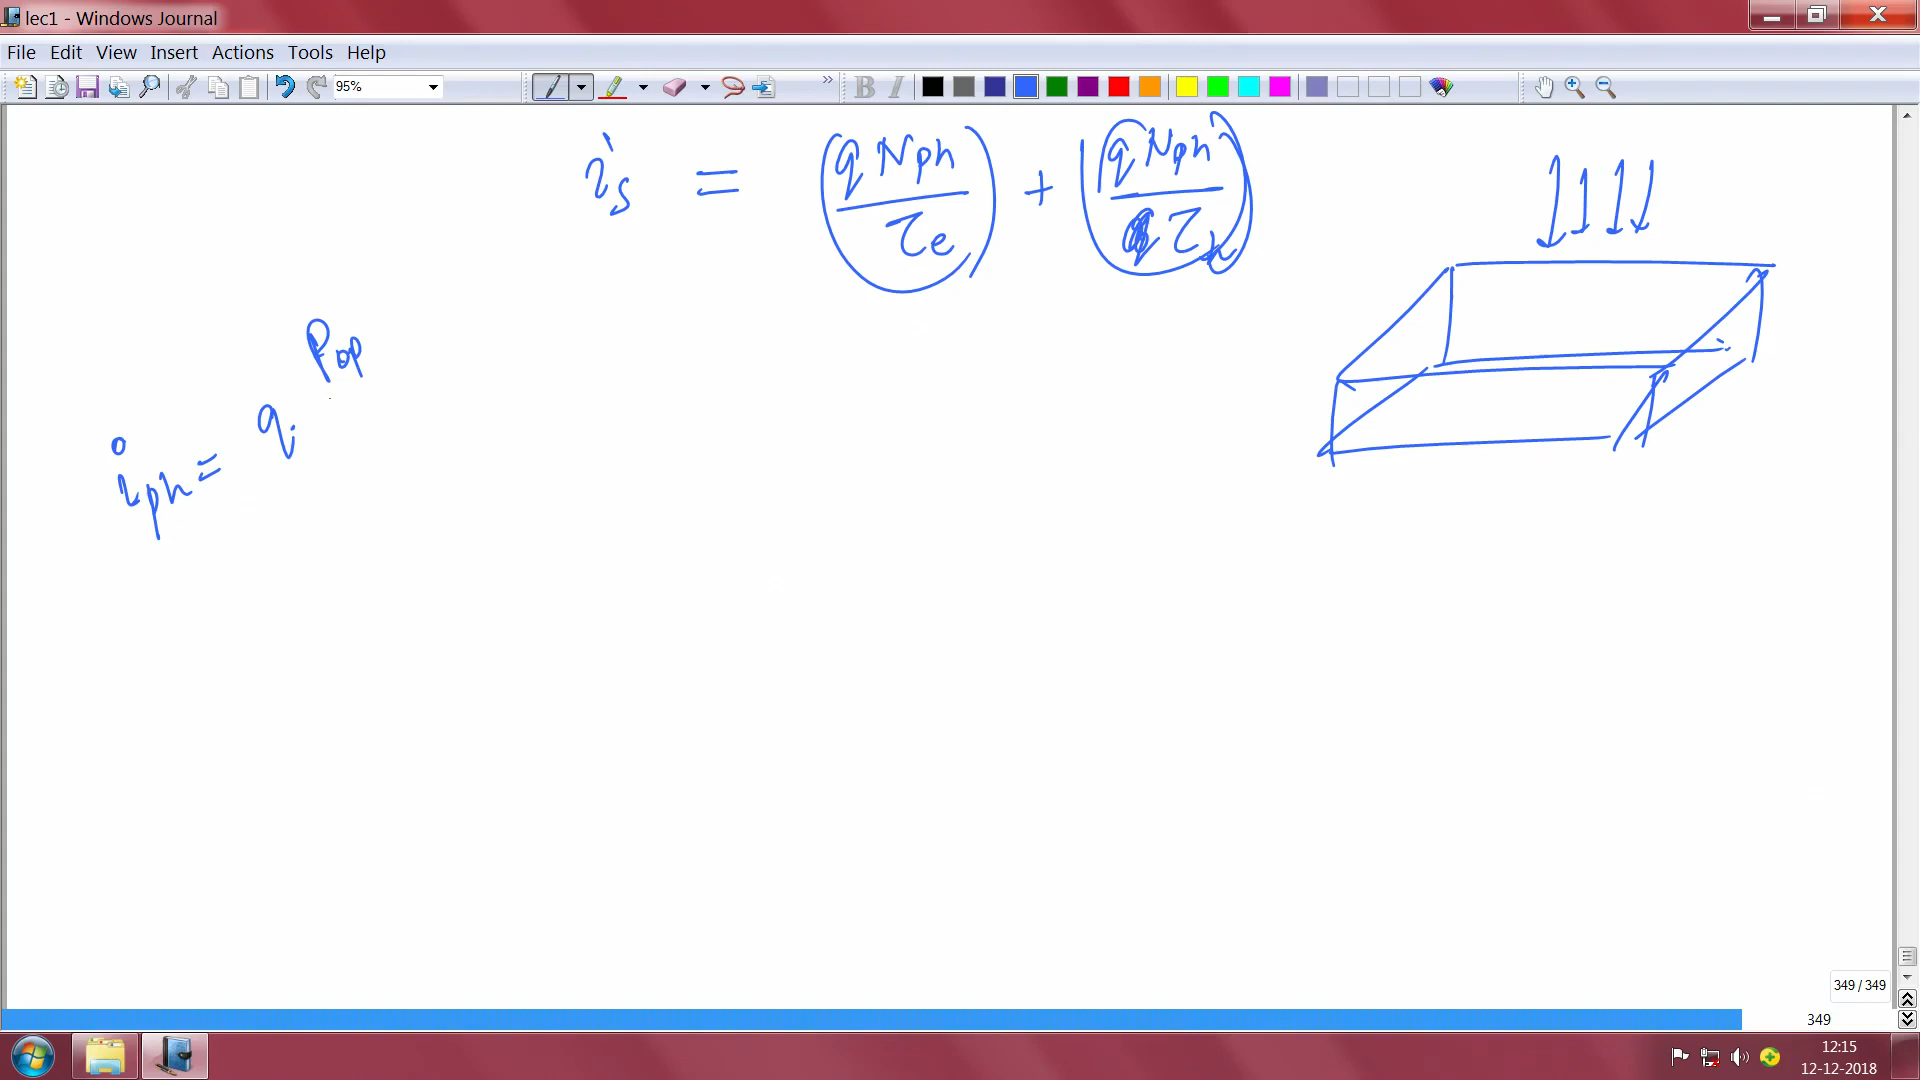 lec1 - Windows Journal
File Edit View Insert Actions Tools Help
95%
B I
i_s = (q N_ph / τ_e) + (q N_ph / τ_h)
P_op
i_ph = q
349 / 349
349
12:15
12-12-2018